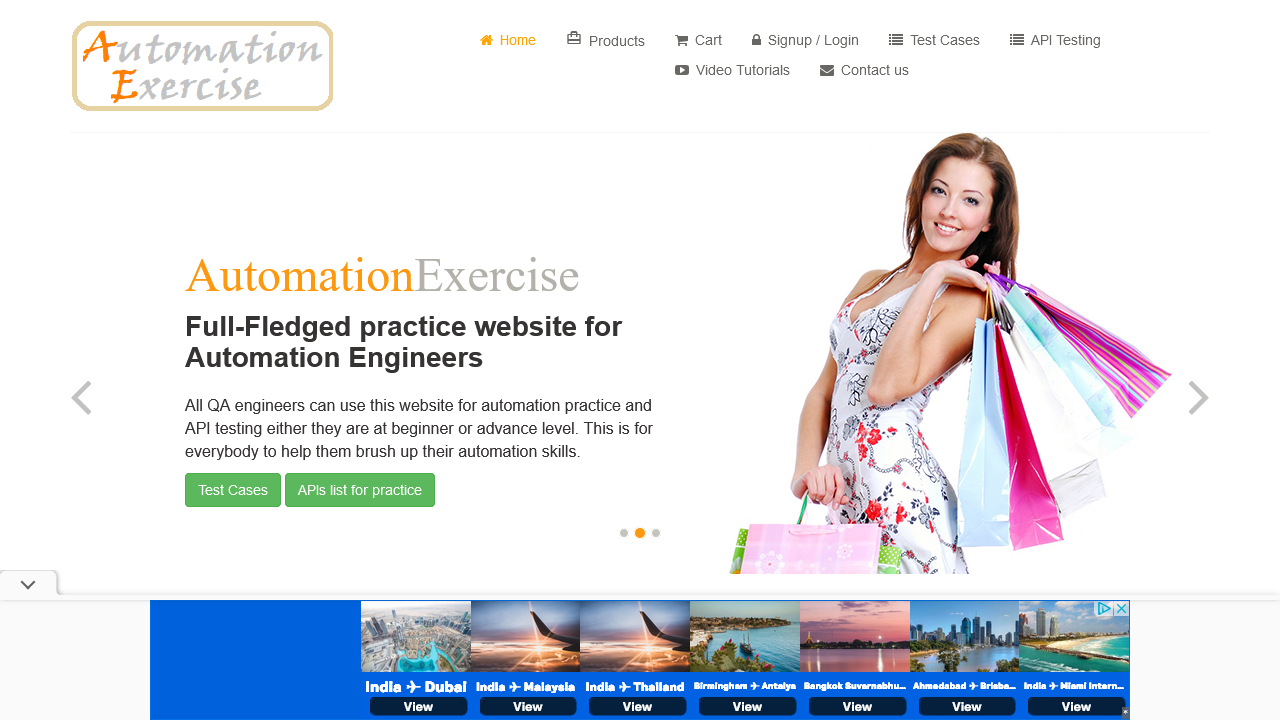 Automation
Exercise
Home
Products
Cart
Signup / Login
Test Cases
API Testing
Video Tutorials
Contact us
AutomationExercise
Full-Fledged practice website for
Automation Engineers
All QA engineers can use this website for automation practice and
API testing either they are at beginner or advance level. This is for
everybody to help them brush up their automation skills.
Test Cases
APIs list for practice
India ✈ Dubai
India ✈ Malaysia
India ✈ Thailand
Birmingham ✈ Antalya
Bangkok Suvarnabhu...
Ahmedabad ✈ Brisba...
India ✈ Miami Intern...
View
View
View
View
View
View
View